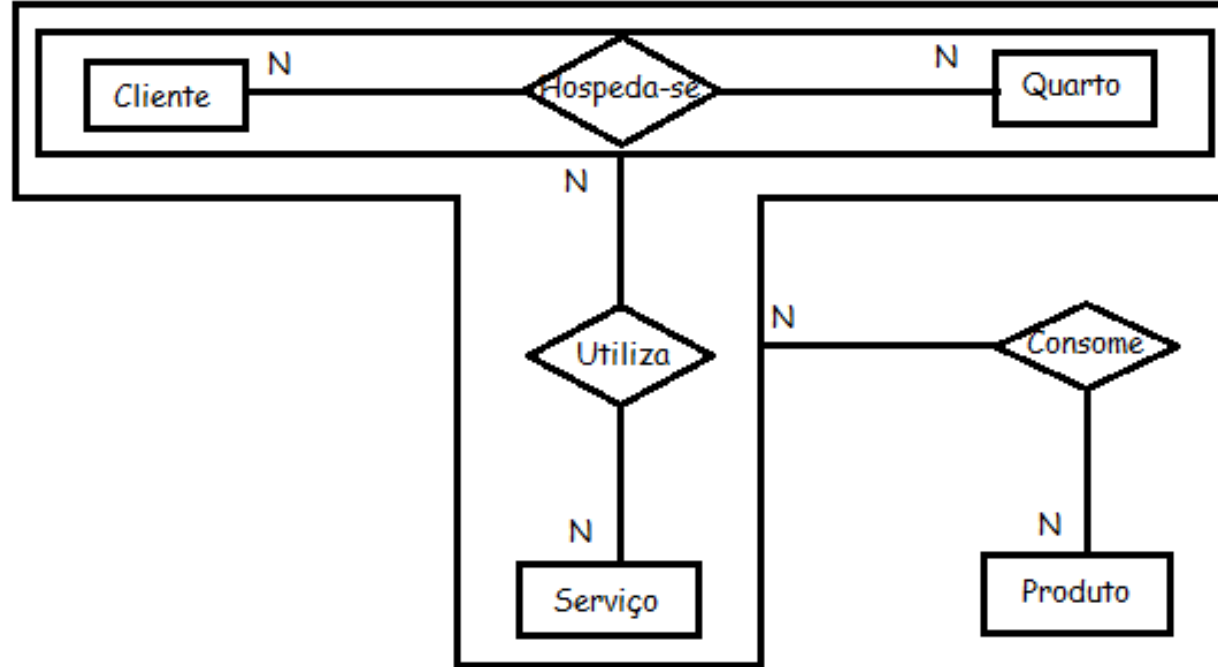 N
N
Cliente
Hospeda-se
Quarto
N
N
Utiliza
Consome
N
N
Serviço
Produto